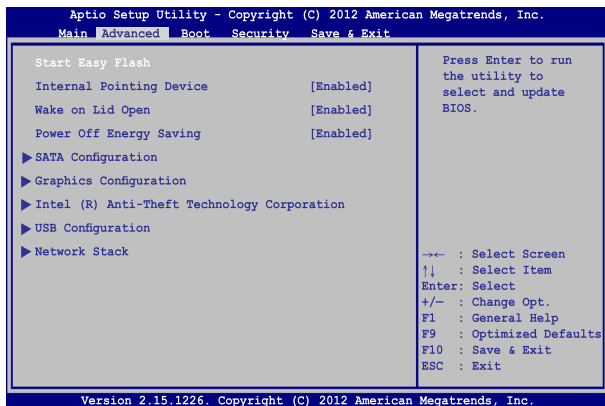 Aptio Setup Utility - Copyright (C) 2012 American Megatrends, Inc.
Main Advanced Boot Security Save & Exit
Start Easy Flash
Internal Pointing Device [Enabled]
Wake on Lid Open [Enabled]
Power Off Energy Saving [Enabled]
SATA Configuration
Graphics Configuration
Intel (R) Anti-Theft Technology Corporation
USB Configuration
Network Stack
Press Enter to run
the utility to
select and update
BIOS.
→← : Select Screen
↑↓ : Select Item
Enter: Select
+/— : Change Opt.
F1 : General Help
F9 : Optimized Defaults
F10 : Save & Exit
ESC : Exit
Version 2.15.1226. Copyright (C) 2012 American Megatrends, Inc.